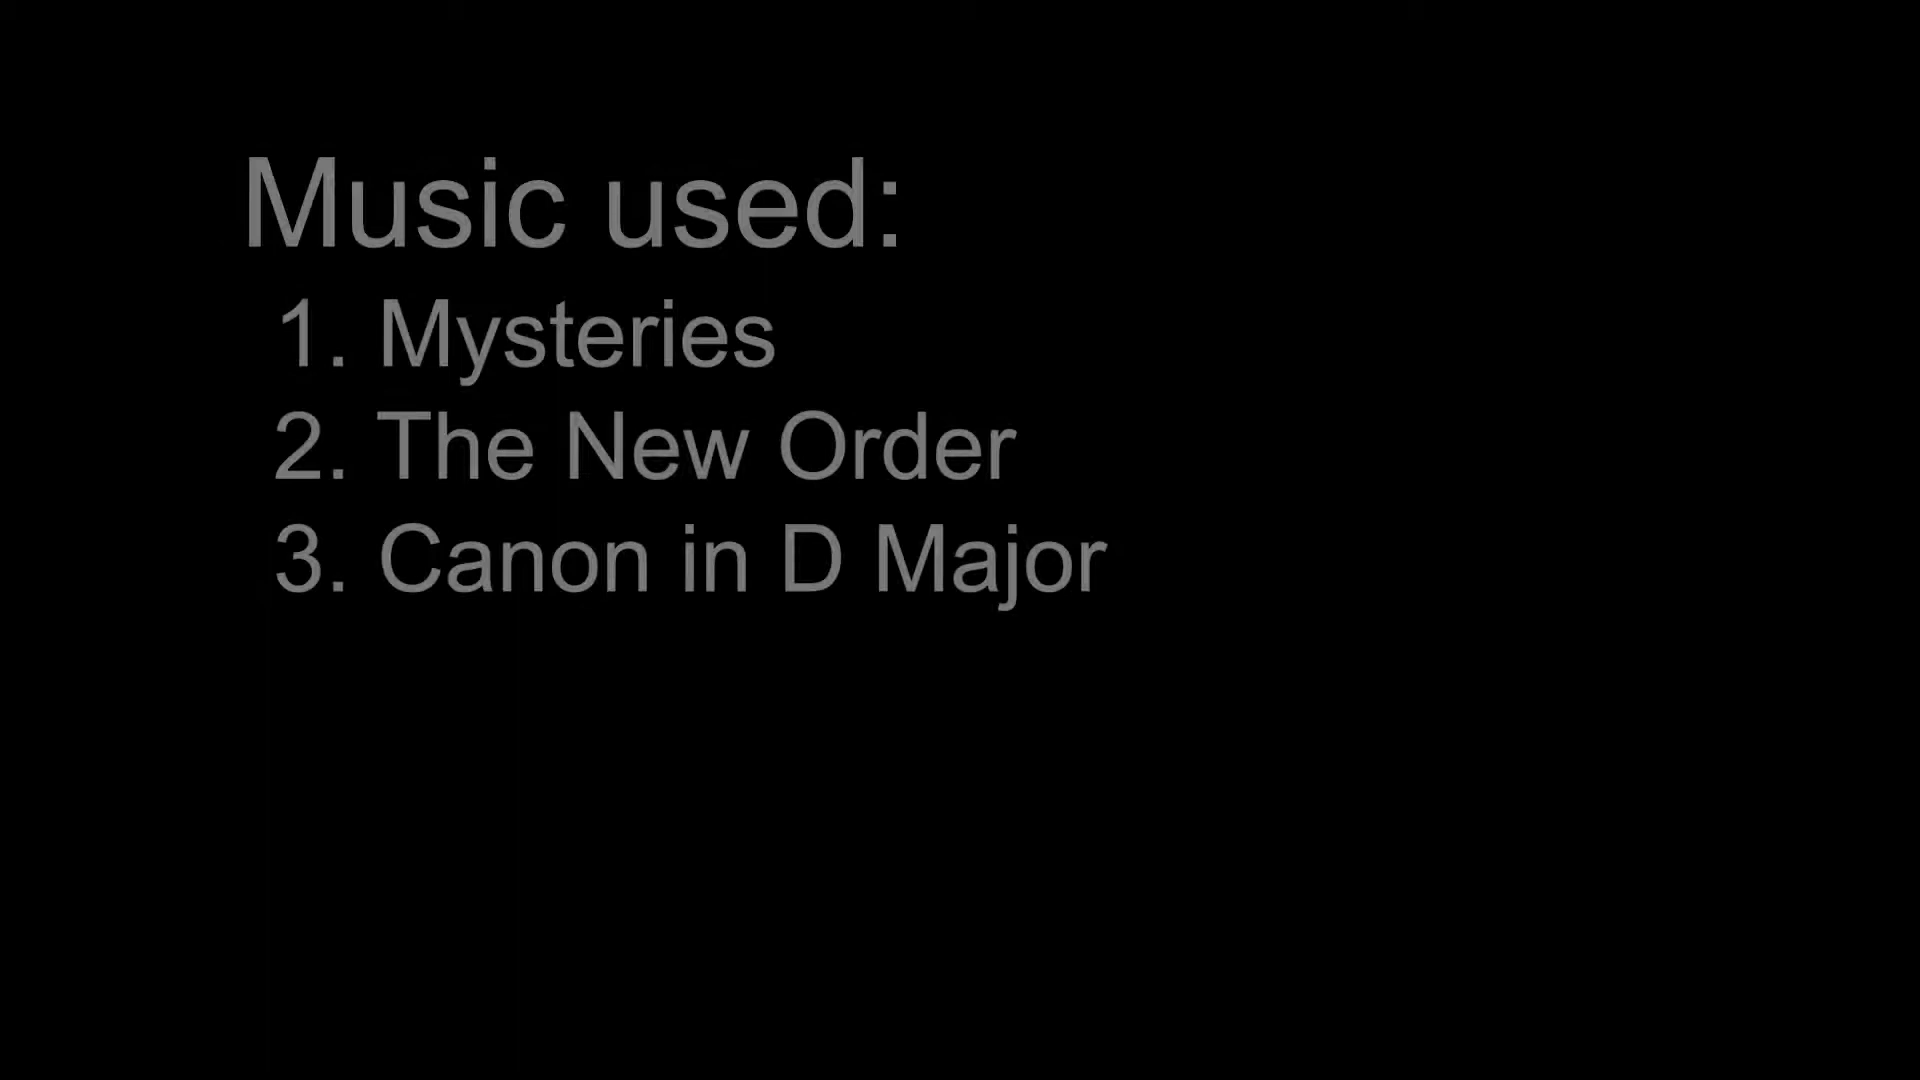 Music used:
1. Mysteries
2. The New Order
3. Canon in D Major